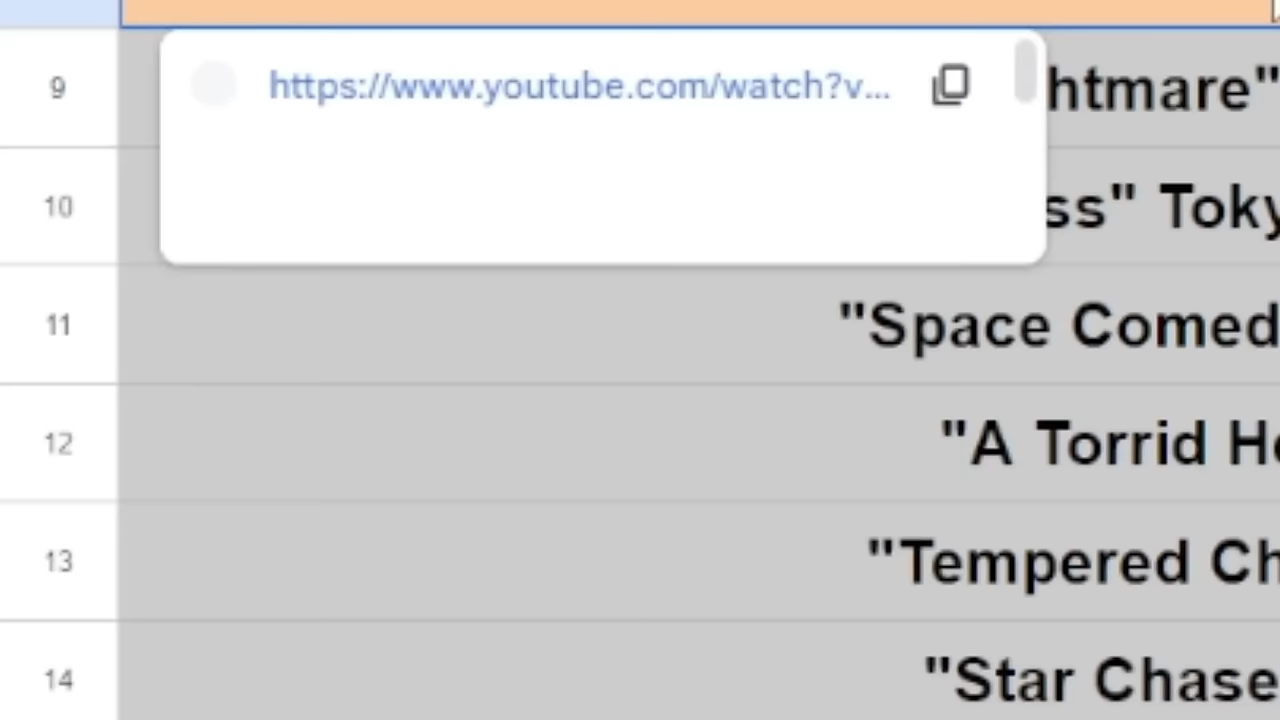 9
https://www.youtube.com/watch?v...
htmare"
10
ss" Toky
11
"Space Comed
12
"A Torrid H
13
"Tempered Ch
14
"Star Chase